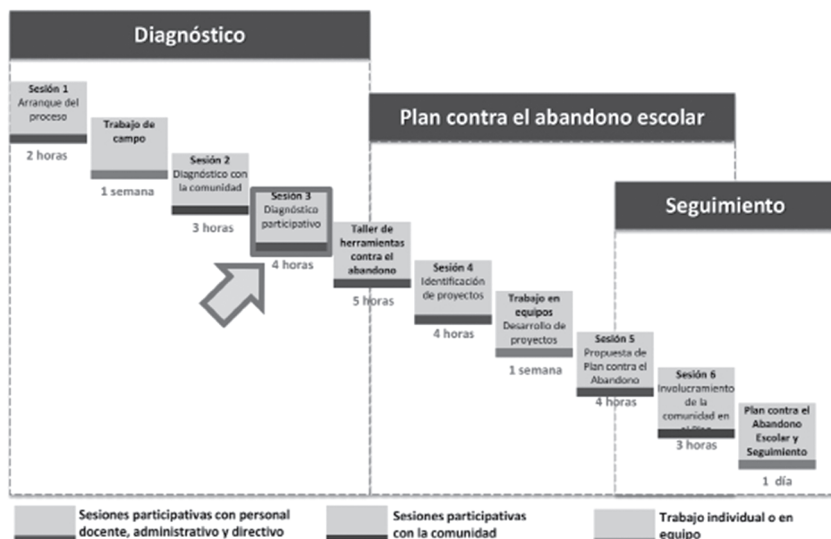 Diagnóstico
Sesión 1
Arranque del
proceso
2 horas
Trabajo de
campo
1 semana
Sesión 2
Diagnóstico con
la comunidad
3 horas
Sesión 3
Diagnóstico
participativo
4 horas
Taller de
herramientas
contra el
abandono
5 horas
Plan contra el abandono escolar
Sesión 4
Identificación
de proyectos
4 horas
Trabajo en
equipos
Desarrollo de
proyectos
1 semana
Seguimiento
Sesión 5
Propuesta de
Plan contra el
Abandono
4 horas
Sesión 6
Involucramiento
de la
comunidad en
3 horas
Plan contra el
Abandono
Escolar y
Seguimiento
1 día
Sesiones participativas con personal
docente, administrativo y directivo
Sesiones participativas
con la comunidad
Trabajo individual o en
equipo